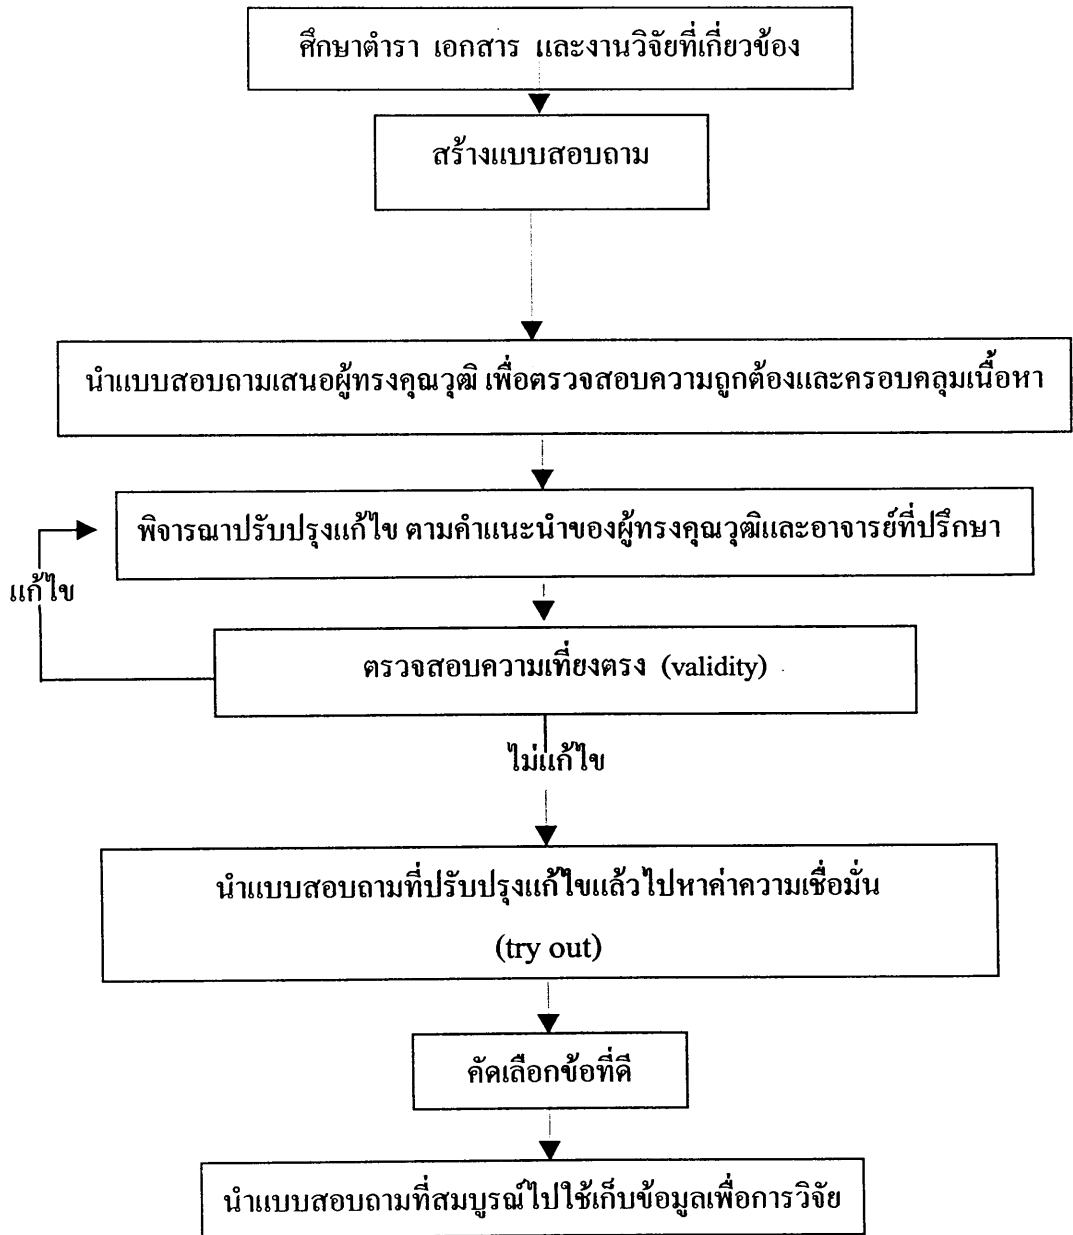 ศึกษาตำรา เอกสาร และงานวิจัยที่เกี่ยวข้อง
สร้างแบบสอบถาม
นำแบบสอบถามเสนอผู้ทรงคุณวุฒิ เพื่อตรวจสอบความถูกต้องและครอบคลุมเนื้อหา
พิจารณาปรับปรุงแก้ไข ตามคำแนะนำของผู้ทรงคุณวุฒิและอาจารย์ที่ปรึกษา
แก้ไข
ตรวจสอบความเที่ยงตรง (validity)
ไม่แก้ไข
นำแบบสอบถามที่ปรับปรุงแก้ไขแล้วไปหาค่าความเชื่อมั่น
(try out)
คัดเลือกข้อที่ดี
นำแบบสอบถามที่สมบูรณ์ไปใช้เก็บข้อมูลเพื่อการวิจัย